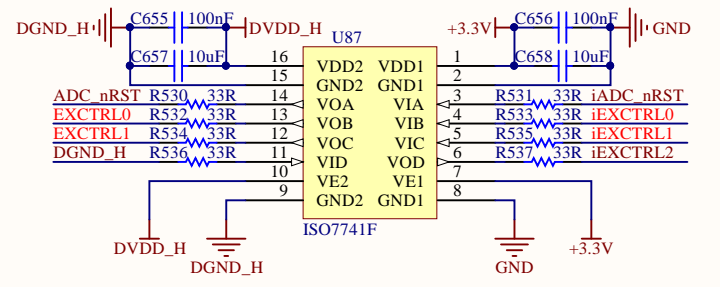 C655 100nF C656 100nF
DGND_H DVDD_H U87 +3.3V GND
C657 10uF C658 10uF
16 VDD2 VDD1 1
15 GND2 GND1 2
ADC_nRST R530 33R 14 VOA VIA 3 R531 33R iADC_nRST
EXCTRL0 R532 33R 13 VOB VIB 4 R533 33R iEXCTRL0
EXCTRL1 R534 33R 12 VOC VIC 5 R535 33R iEXCTRL1
DGND_H R536 33R 11 VID VOD 6 R537 33R iEXCTRL2
10 VE2 VE1 7
9 GND2 GND1 8
ISO7741F
DVDD_H +3.3V
DGND_H GND